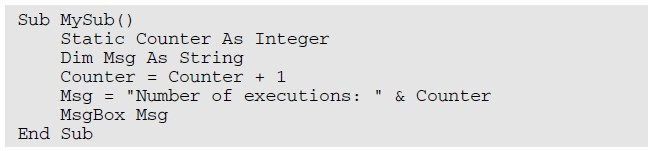 Sub MySub()
    Static Counter As Integer
    Dim Msg As String
    Counter = Counter + 1
    Msg = "Number of executions: " & Counter
    MsgBox Msg
End Sub